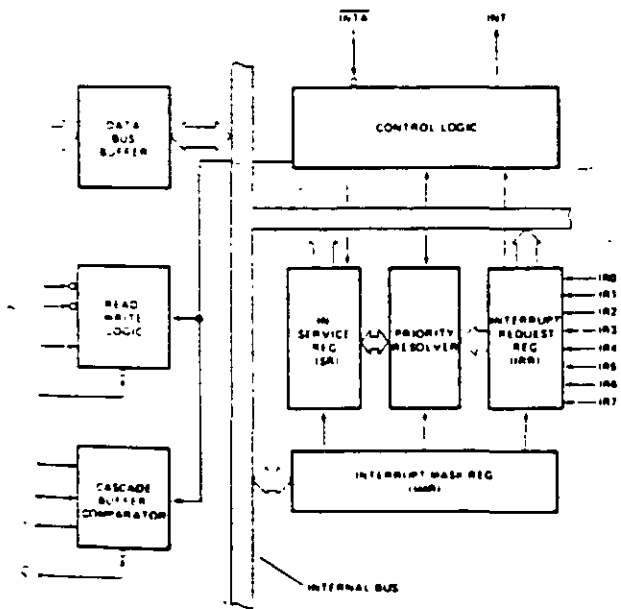 INTA
INT
DATA
BUS
BUFFER
CONTROL LOGIC
READ
WRITE
LOGIC
IN
SERVICE
REG
(ISR)
PRIORITY
RESOLVER
INTERRUPT
REQUEST
REG
(IRR)
IR0
IR1
IR2
IR3
IR4
IR5
IR6
IR7
CASCADE
BUFFER
COMPARATOR
INTERRUPT MASK REG
(IMR)
INTERNAL BUS